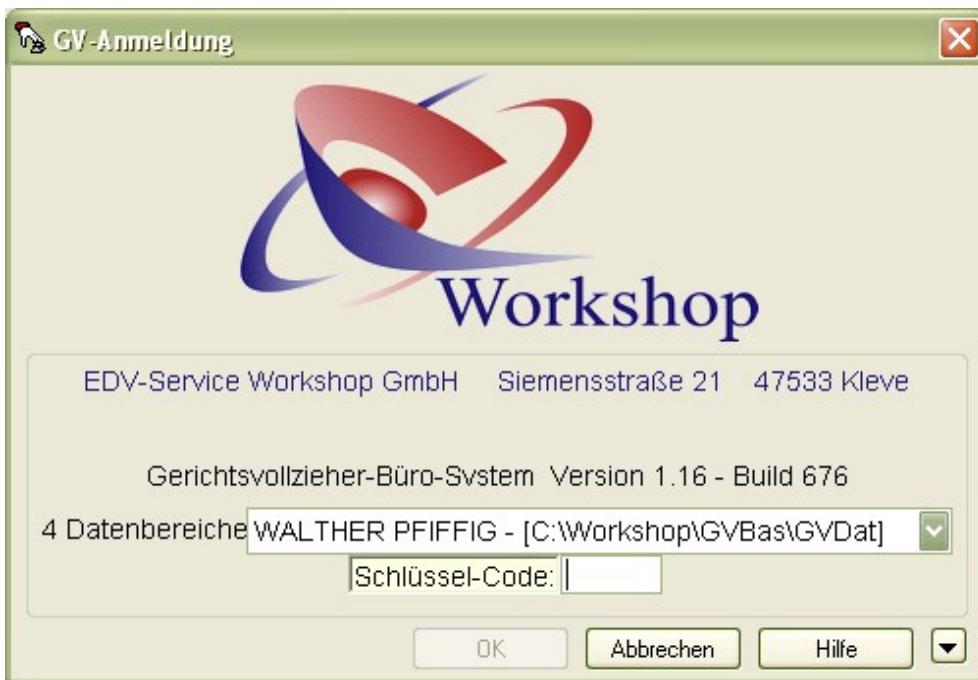 GV-Anmeldung
Workshop
EDV-Service Workshop GmbH Siemensstraße 21 47533 Kleve
Gerichtsvollzieher-Büro-System Version 1.16 - Build 676
4 Datenbereiche WALTHER PFIFFIG - [C:\Workshop\GVBas\GVDat]
Schlüssel-Code:
OK Abbrechen Hilfe